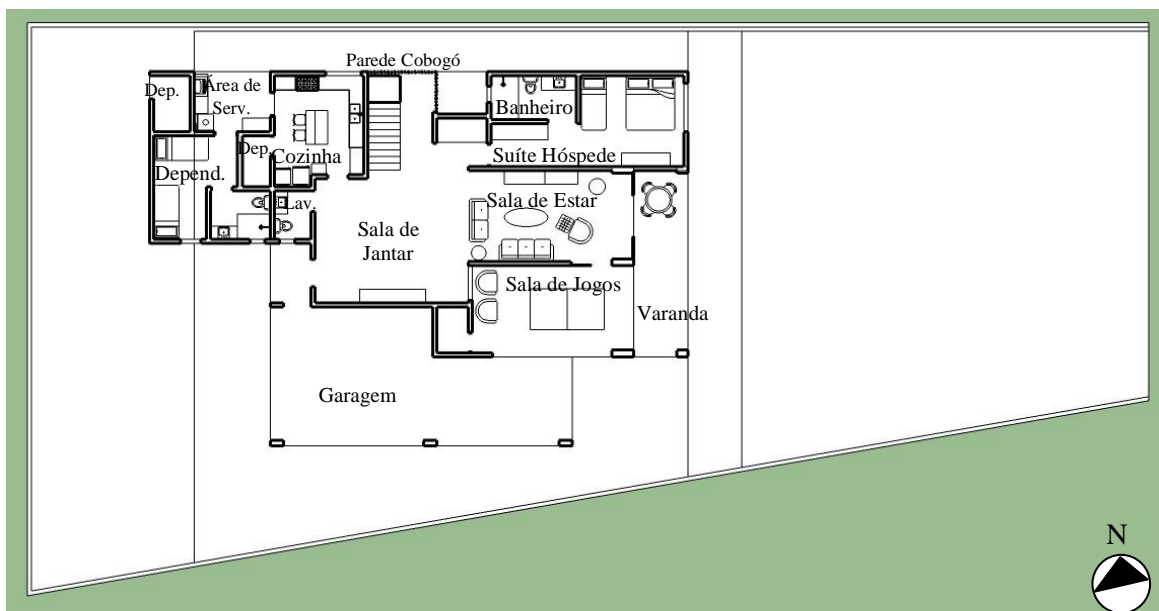 Parede Cobogó
Dep.
Área de
Serv.
Banheiro
Dep.
Cozinha
Suíte Hóspede
Depend.
Lav.
Sala de Estar
Sala de
Jantar
Sala de Jogos
Varanda
Garagem
N